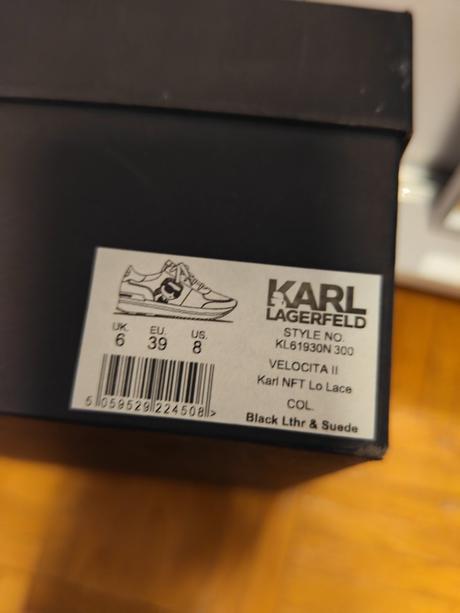 UK. EU. US.
6 39 8
5 059529 224508 >
KARL
LAGERFELD
STYLE NO.
KL61930N 300
VELOCITA II
Karl NFT Lo Lace
COL.
Black Lthr & Suede